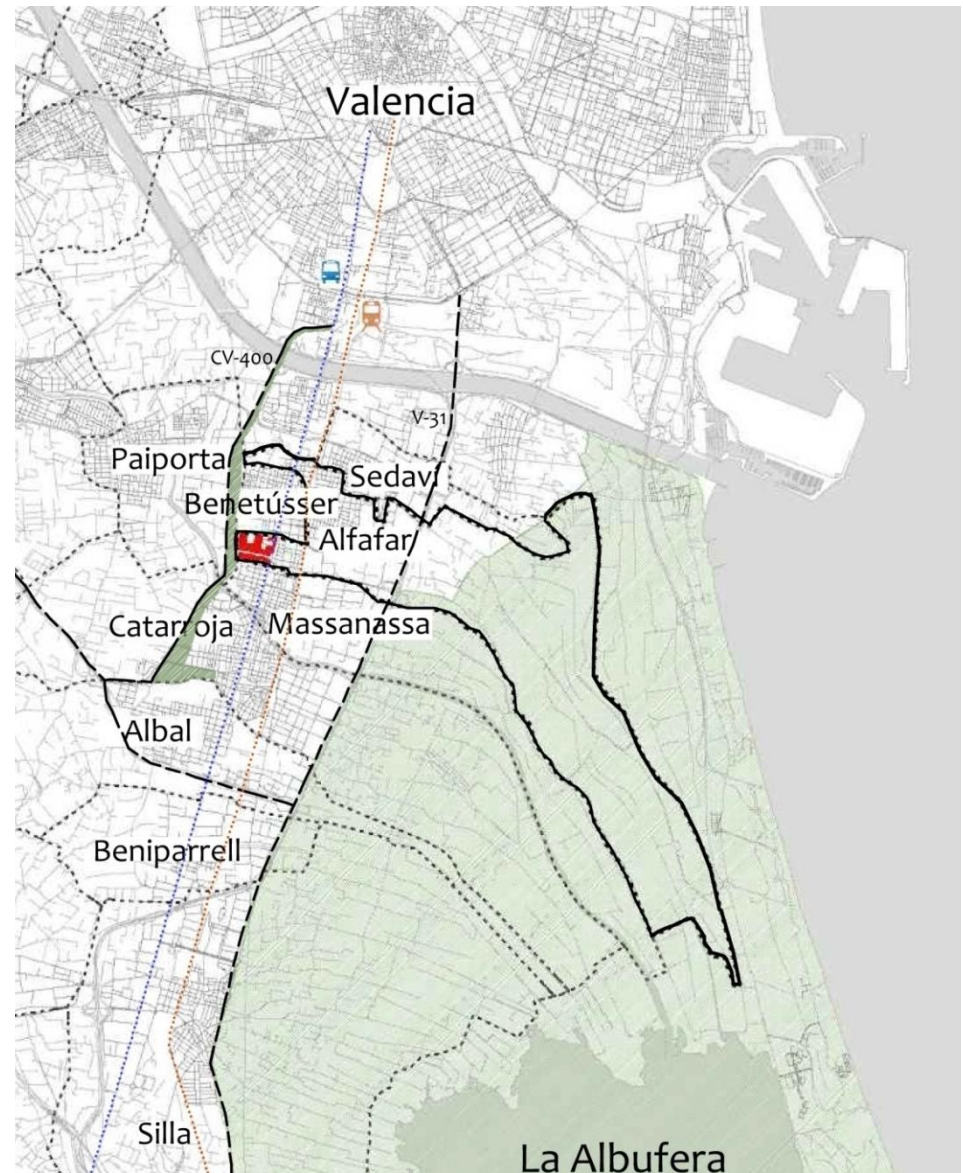 Valencia
CV-400
V-31
Paiporta
Sedaví
Benetússer
Alfafar
Catarroja
Massanassa
Albal
Beniparrell
Silla
La Albufera